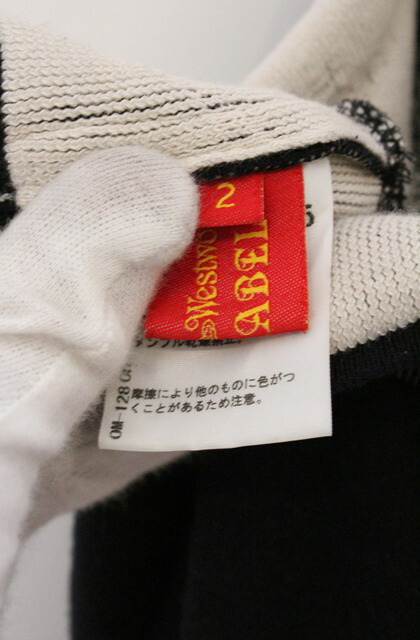 2
5
Westwo
ABEL
タンブル乾燥禁止。
摩擦により他のものに色がつ
くことがあるため注意。
OM-128